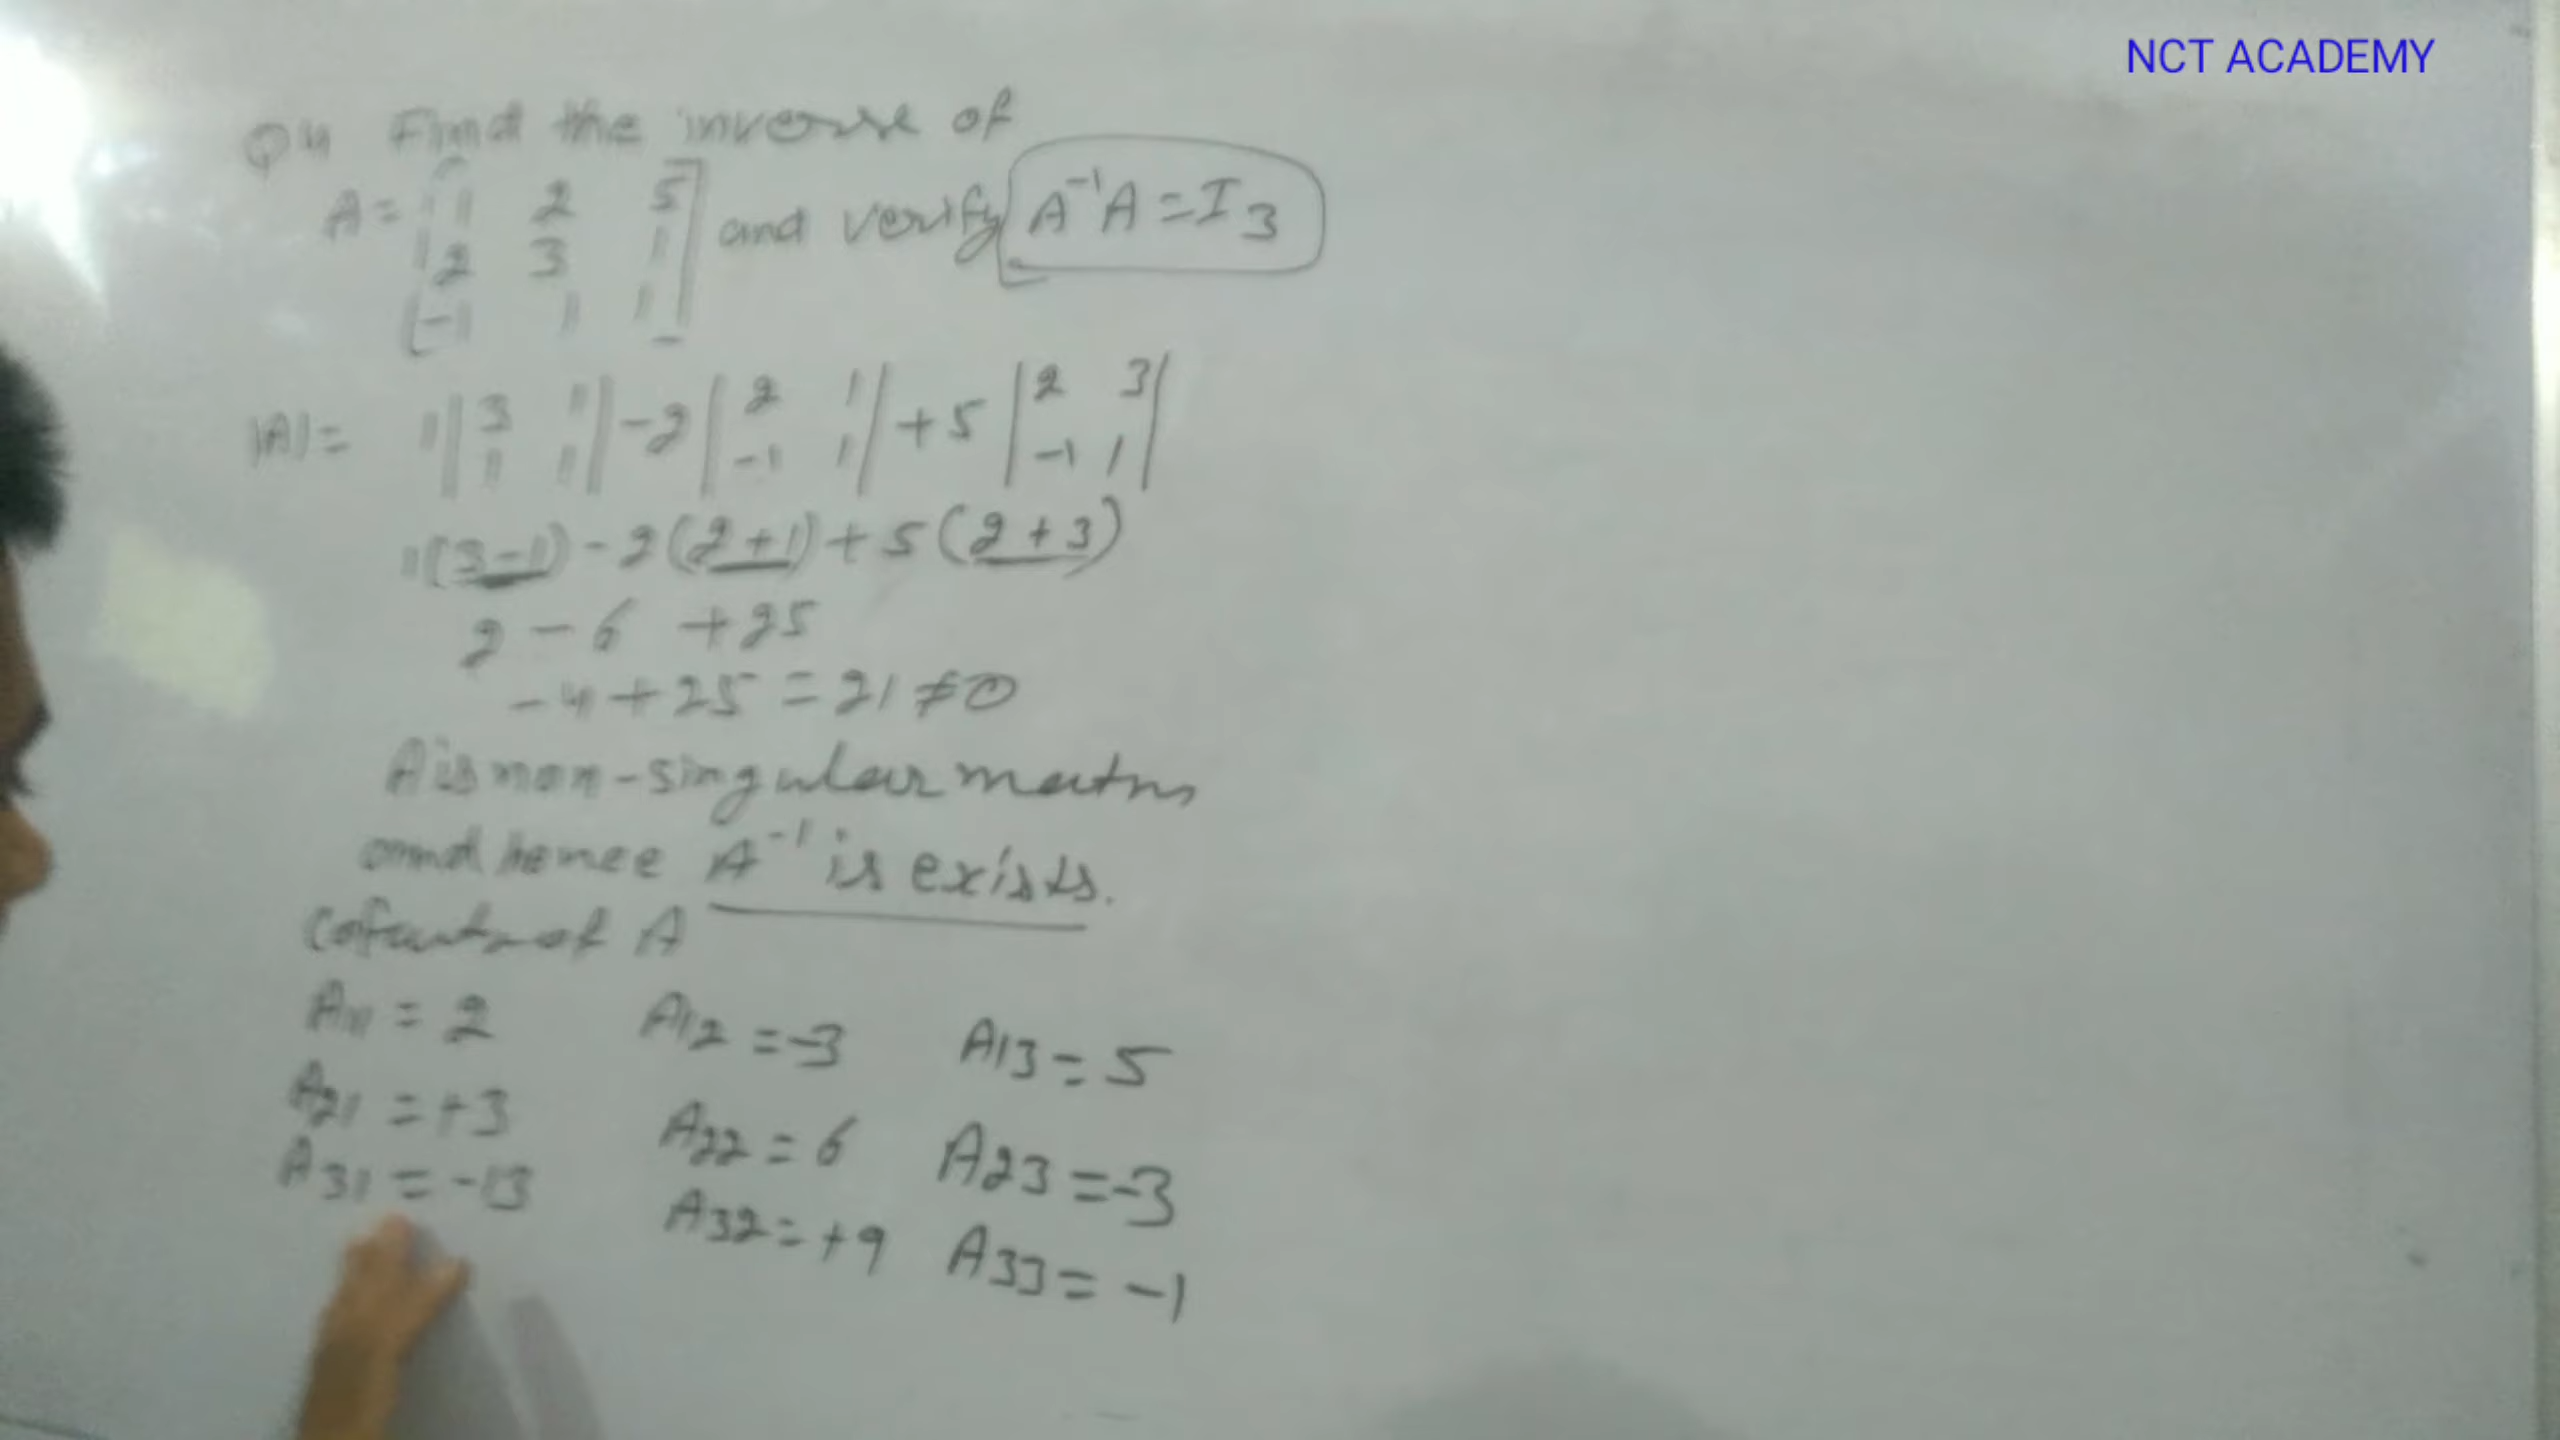 NCT ACADEMY
Q4 Find the inverse of
A = [1 2 5 and verify A⁻¹A = I3
2 3 1
-1 1 1]
|A| = 1|3 1 -2|2 1 +5|2 3
1 1| -1 1| -1 1|
1(3-1) - 2(2+1) + 5(2+3)
2 - 6 + 25
-4 + 25 = 21 ≠ 0
A is non-singular
and hence A⁻¹ is exists.
of A
A11 = 2 A12 = -3 A13 = 5
A21 = +3 A22 = 6 A23 = -3
A31 = -13 A32 = +9 A33 = -1